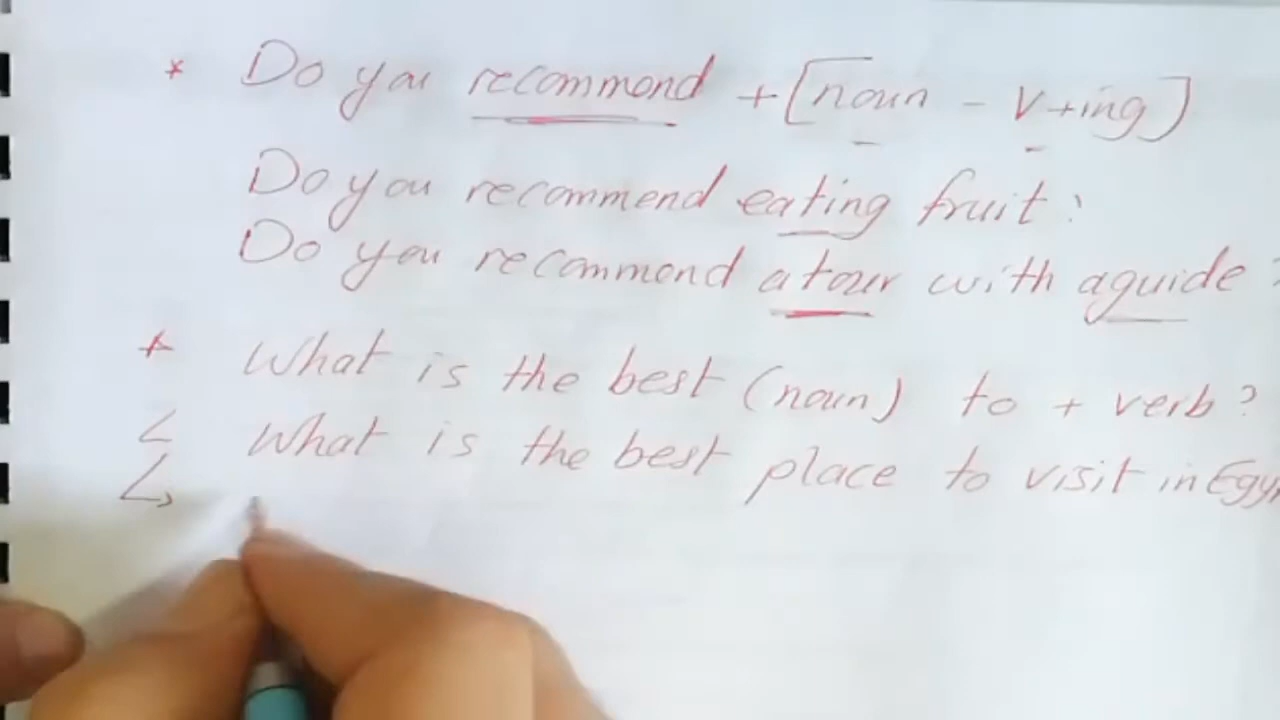 * Do you recommend + [noun - V+ing]
Do you recommend eating fruit?
Do you recommend a tour with a guide?
* What is the best (noun) to + verb?
What is the best place to visit in Egy